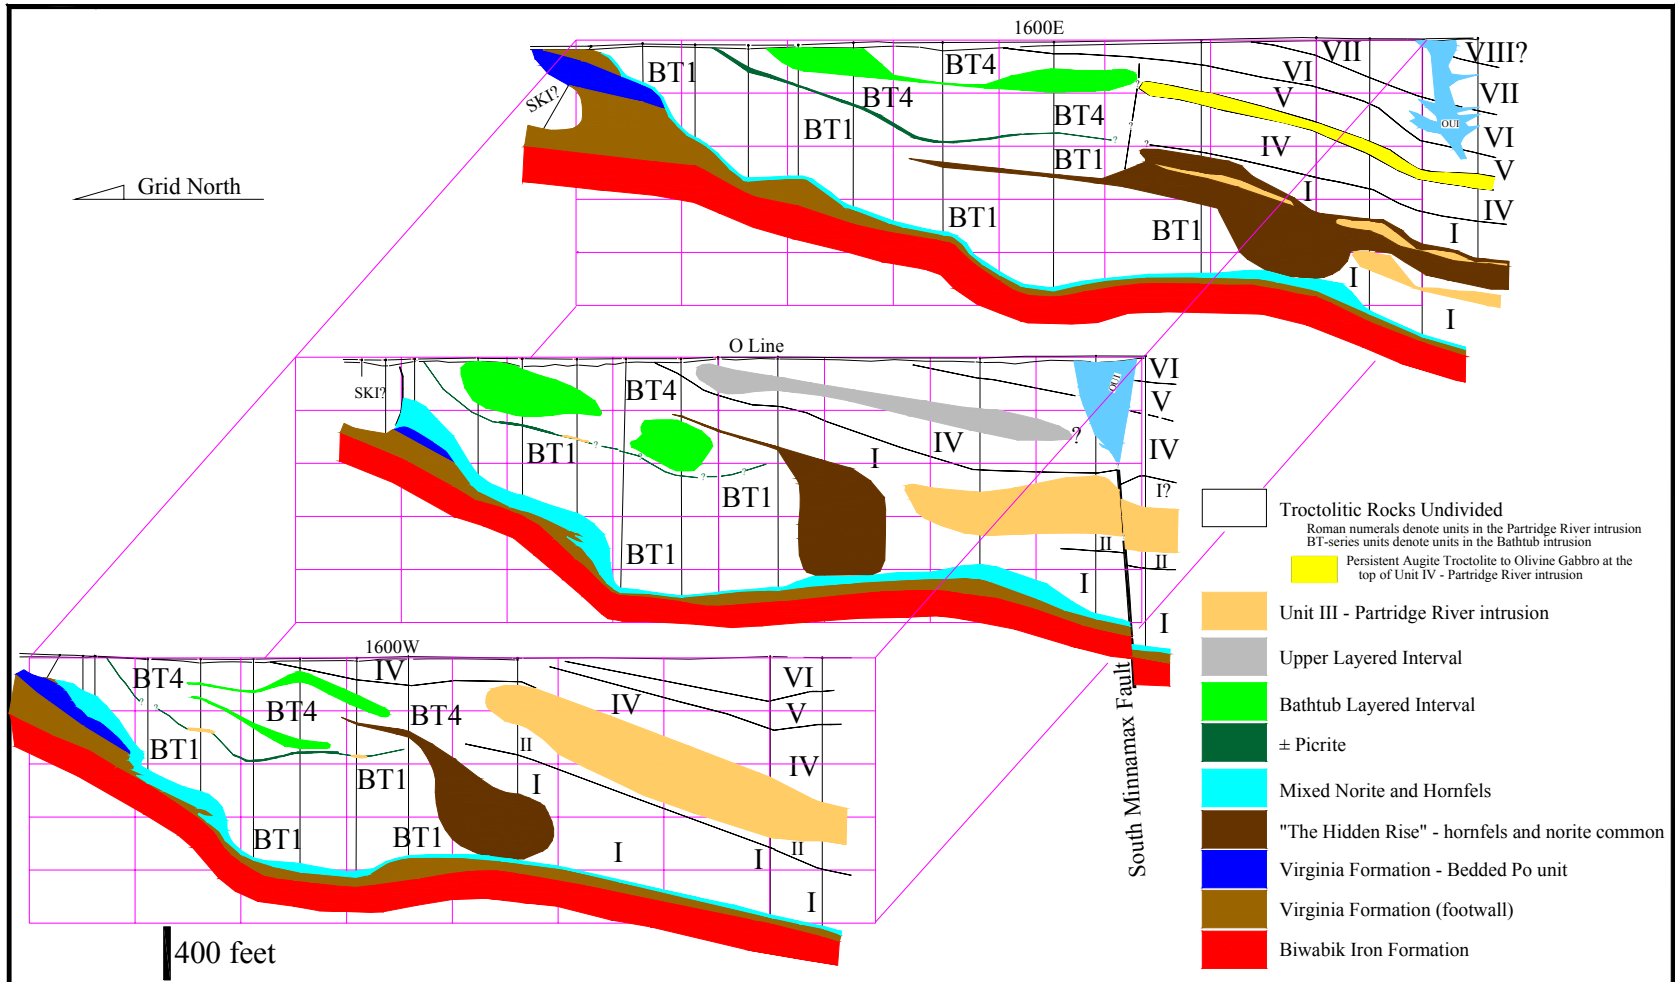 1600E
BT1
BT4
VII
VIII?
VI
SKI?
BT4
V
VII
BT1
BT4
OUI
?
?
?
?
IV
VI
BT1
V
Grid North
I
IV
BT1
BT1
I
I
I
O Line
SKI?
BT4
OUI
VI
V
?
IV
IV
BT1
?
I
?
?
?
BT1
I?
BT1
II
II
I
I
1600W
BT4
IV
VI
IV
V
?
?
BT4
BT4
BT1
II
IV
BT1
I
BT1
BT1
I
I
II
I
South Minnamax Fault
400 feet
Troctolitic Rocks Undivided
Roman numerals denote units in the Partridge River intrusion
BT-series units denote units in the Bathtub intrusion
Persistent Augite Troctolite to Olivine Gabbro at the
top of Unit IV - Partridge River intrusion
Unit III - Partridge River intrusion
Upper Layered Interval
Bathtub Layered Interval
± Picrite
Mixed Norite and Hornfels
"The Hidden Rise" - hornfels and norite common
Virginia Formation - Bedded Po unit
Virginia Formation (footwall)
Biwabik Iron Formation